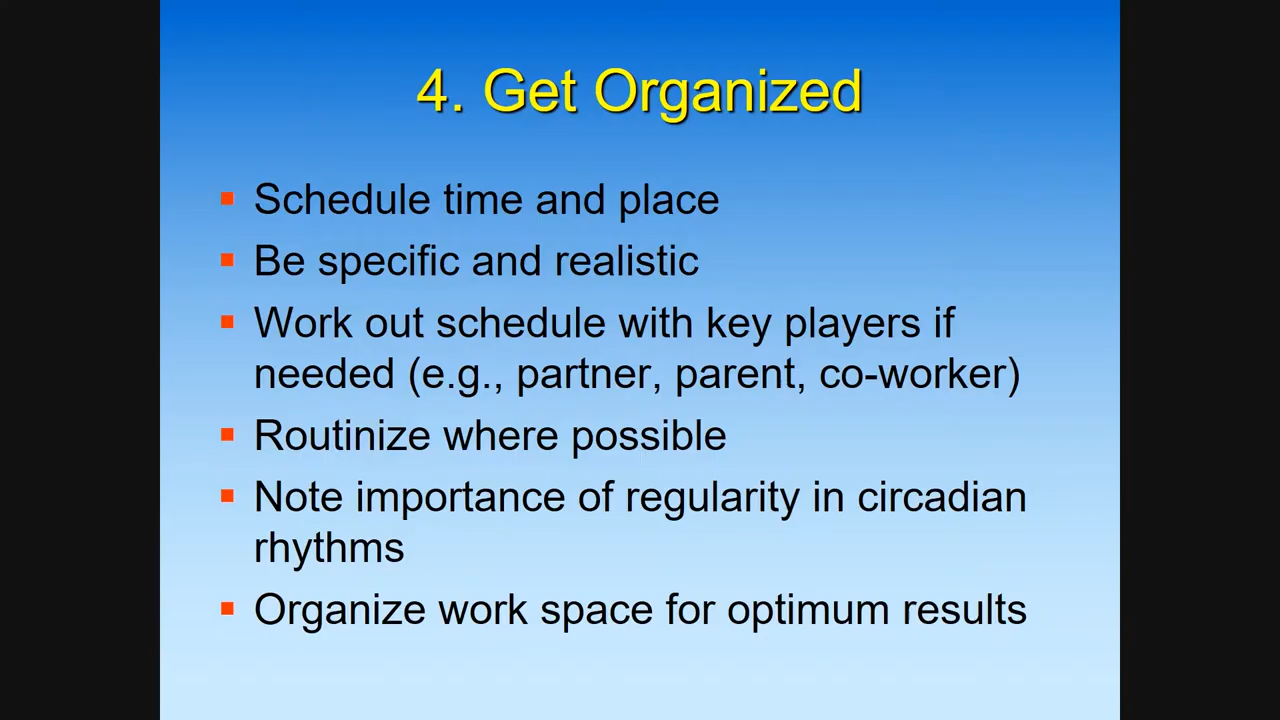 4. Get Organized
Schedule time and place
Be specific and realistic
Work out schedule with key players if
needed (e.g., partner, parent, co-worker)
Routinize where possible
Note importance of regularity in circadian
rhythms
Organize work space for optimum results